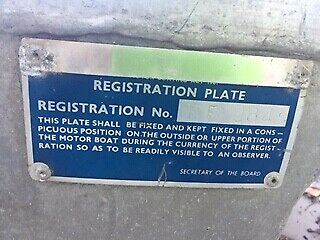 REGISTRATION PLATE
REGISTRATION No.
THIS PLATE SHALL BE FIXED AND KEPT FIXED IN A CONS-
PICUOUS POSITION ON THE OUTSIDE OR UPPER PORTION OF
THE MOTOR BOAT DURING THE CURRENCY OF THE REGIST-
RATION SO AS TO BE READILY VISIBLE TO AN OBSERVER.
SECRETARY OF THE BOARD